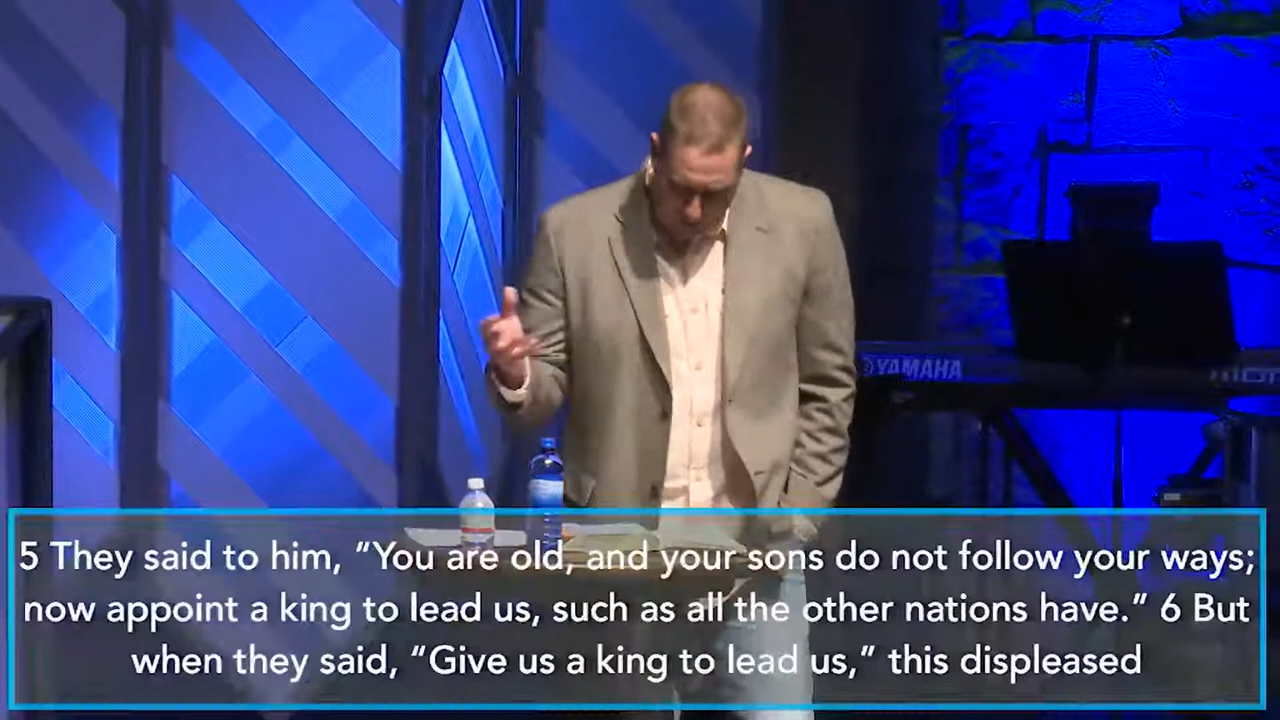 YAMAHA
5 They said to him, “You are old, and your sons do not follow your ways;
now appoint a king to lead us, such as all the other nations have.” 6 But
when they said, “Give us a king to lead us,” this displeased